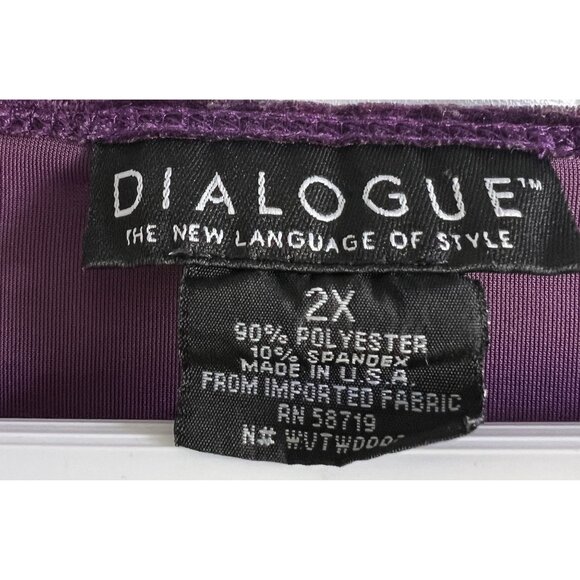 DIALOGUE™
THE NEW LANGUAGE OF STYLE
2X
90% POLYESTER
10% SPANDEX
MADE IN U.S.A.
FROM IMPORTED FABRIC
RN 58719
N#